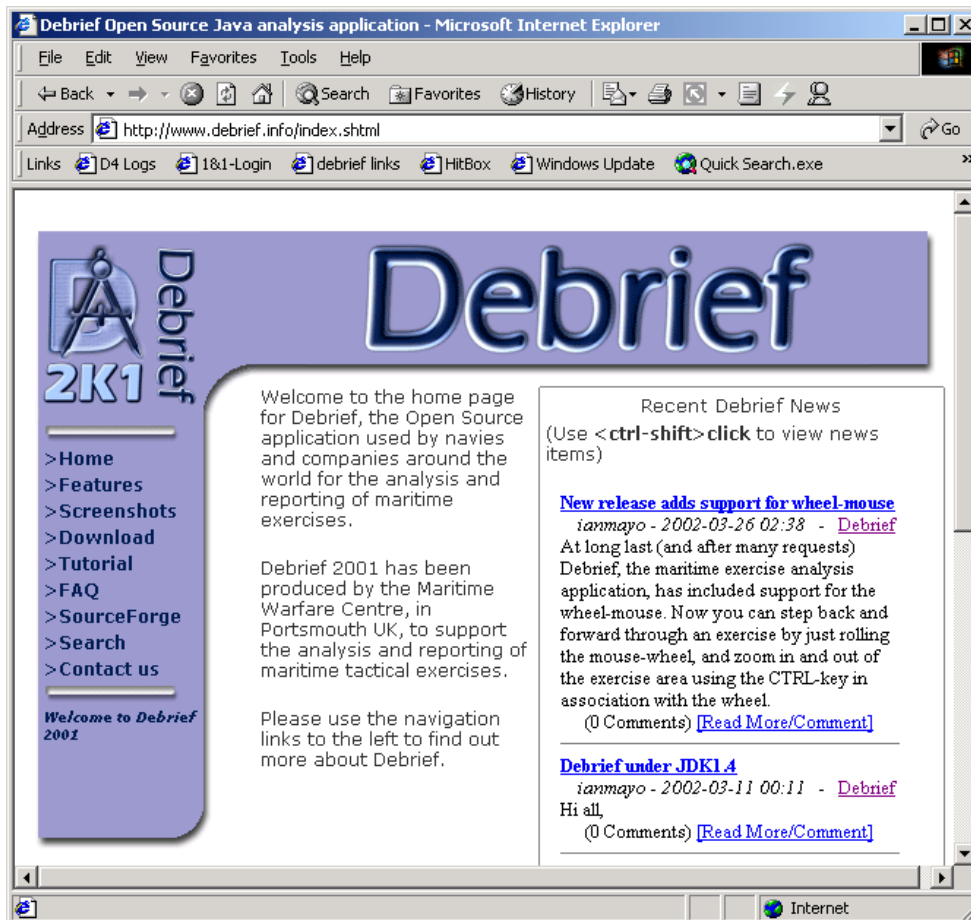 Debrief Open Source Java analysis application - Microsoft Internet Explorer
File Edit View Favorites Tools Help
Back Search Favorites History
Address http://www.debrief.info/index.shtml Go
Links D4 Logs 1&1-Login debrief links HitBox Windows Update Quick Search.exe »
Debrief
2K1
Debrief
>Home
>Features
>Screenshots
>Download
>Tutorial
>FAQ
>SourceForge
>Search
>Contact us
Welcome to Debrief
2001
Welcome to the home page
for Debrief, the Open Source
application used by navies
and companies around the
world for the analysis and
reporting of maritime
exercises.
Debrief 2001 has been
produced by the Maritime
Warfare Centre, in
Portsmouth UK, to support
the analysis and reporting of
maritime tactical exercises.
Please use the navigation
links to the left to find out
more about Debrief.
Recent Debrief News
(Use <ctrl-shift>click to view news
items)
New release adds support for wheel-mouse
ianmayo - 2002-03-26 02:38 - Debrief
At long last (and after many requests)
Debrief, the maritime exercise analysis
application, has included support for the
wheel-mouse. Now you can step back and
forward through an exercise by just rolling
the mouse-wheel, and zoom in and out of
the exercise area using the CTRL-key in
association with the wheel.
(0 Comments) [Read More/Comment]
Debrief under JDK1.4
ianmayo - 2002-03-11 00:11 - Debrief
Hi all,
(0 Comments) [Read More/Comment]
Internet